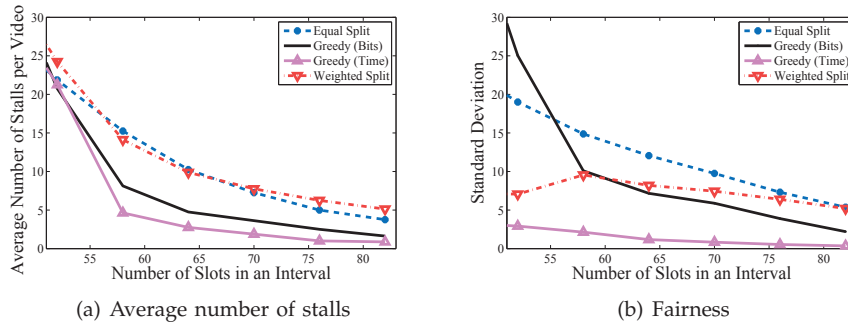 30
25
20
15
10
5
0
Average Number of Stalls per Video
55 60 65 70 75 80
Number of Slots in an Interval
Equal Split
Greedy (Bits)
Greedy (Time)
Weighted Split
(a) Average number of stalls
30
25
20
15
10
5
0
Standard Deviation
55 60 65 70 75 80
Number of Slots in an Interval
Equal Split
Greedy (Bits)
Greedy (Time)
Weighted Split
(b) Fairness